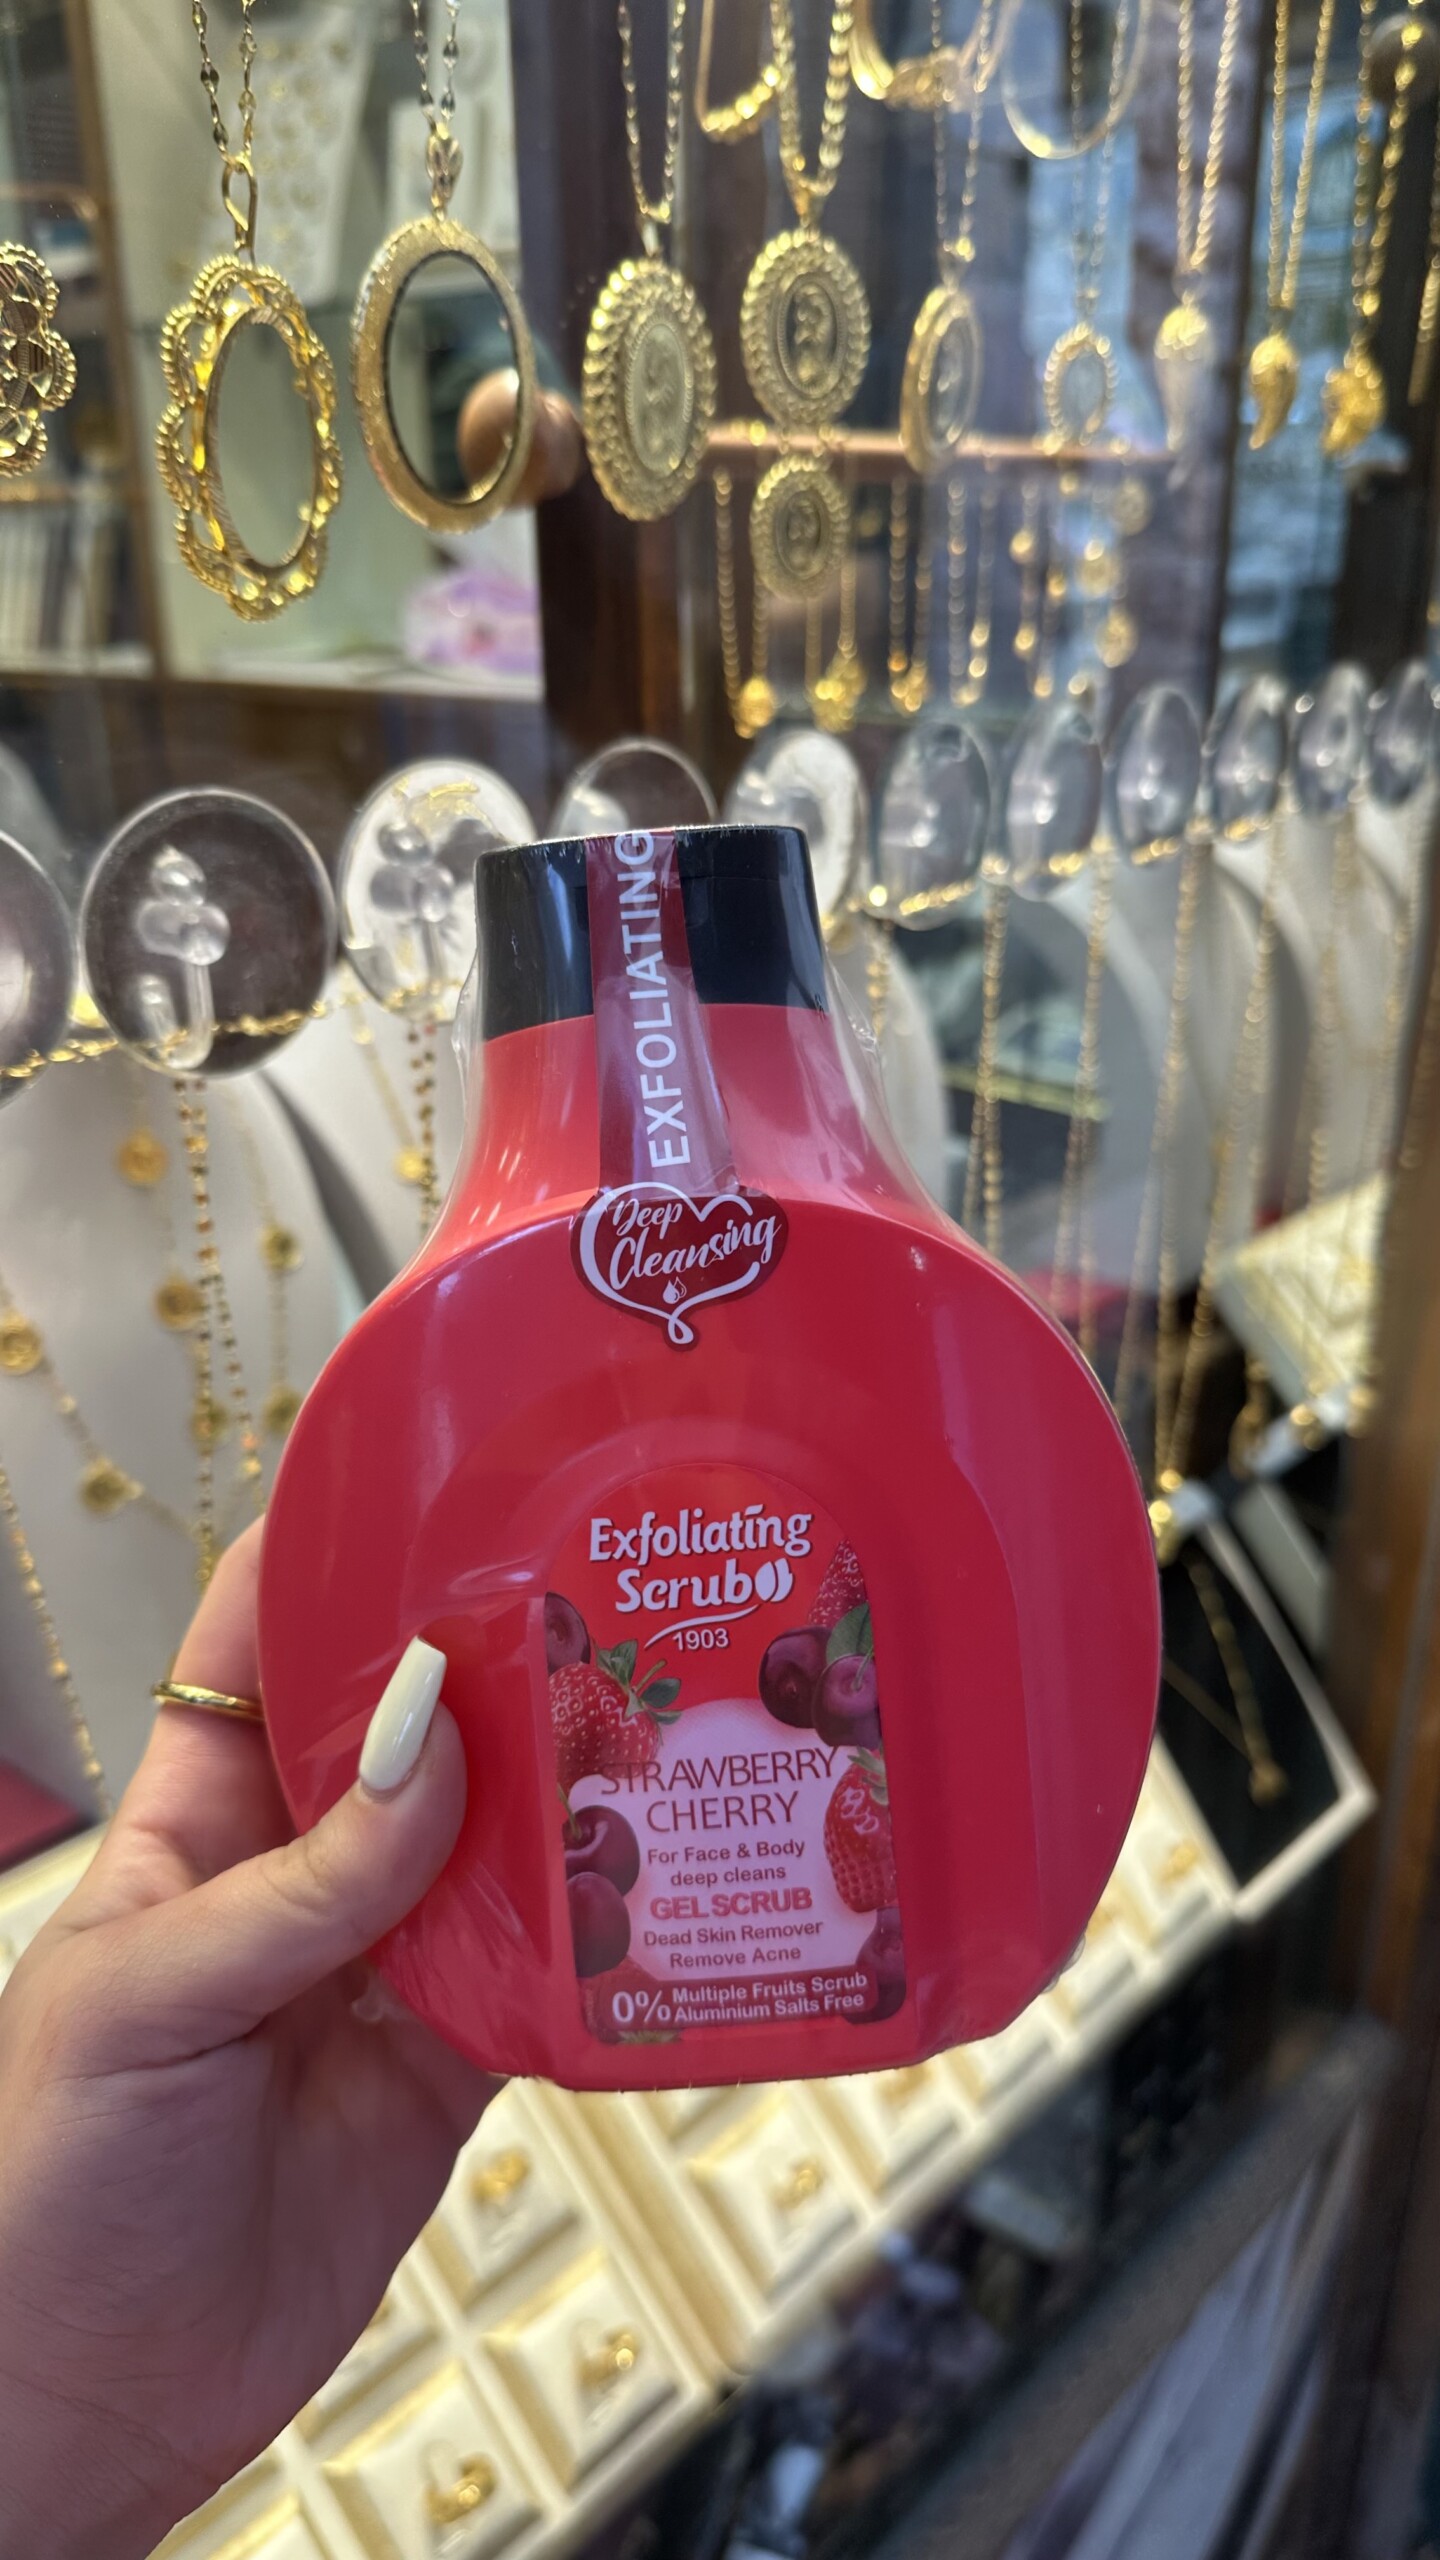 EXFOLIATING
Deep
Cleansing
Exfoliating
Scrub
1903
STRAWBERRY
CHERRY
For Face & Body
deep cleans
GEL SCRUB
Dead Skin Remover
Remove Acne
0% Multiple Fruits Scrub
Aluminium Salts Free